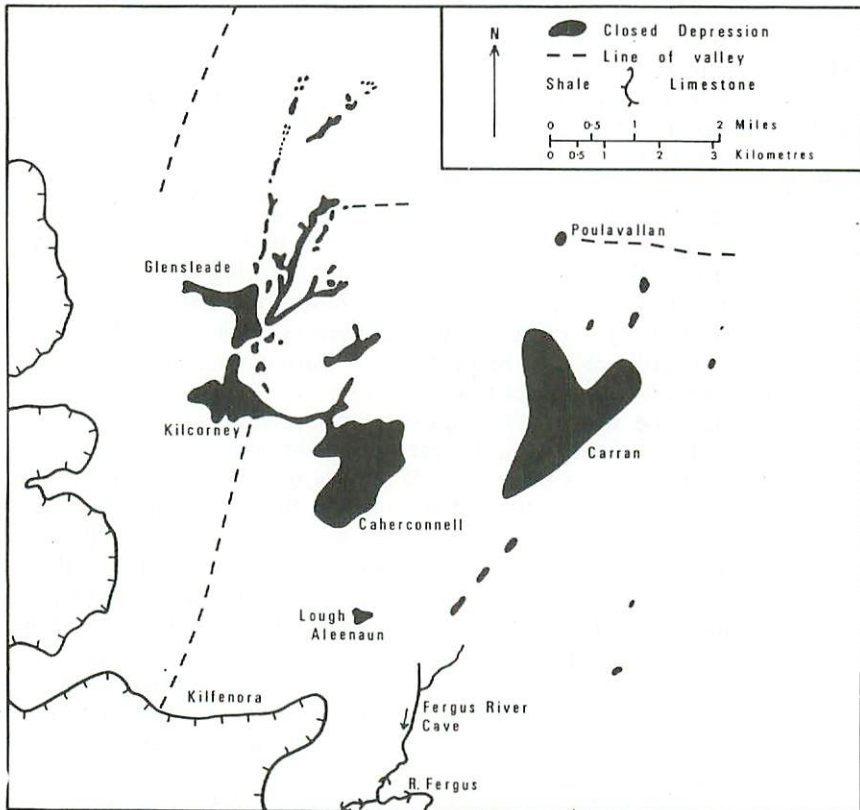 N
Closed Depression
Line of valley
Shale Limestone
0 0·5 1 2 Miles
0 0·5 1 2 3 Kilometres
Poulavallan
Glensleade
Kilcorney
Carran
Caherconnell
Lough
Aleenaun
Kilfenora
Fergus River
Cave
R. Fergus